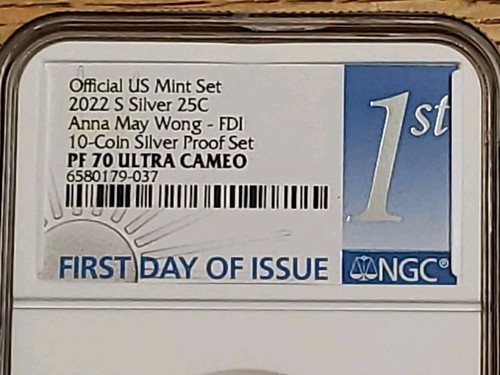 Official US Mint Set
2022 S Silver 25C
Anna May Wong - FDI
10-Coin Silver Proof Set
PF 70 ULTRA CAMEO
6580179-037
FIRST DAY OF ISSUE
1st
NGC®